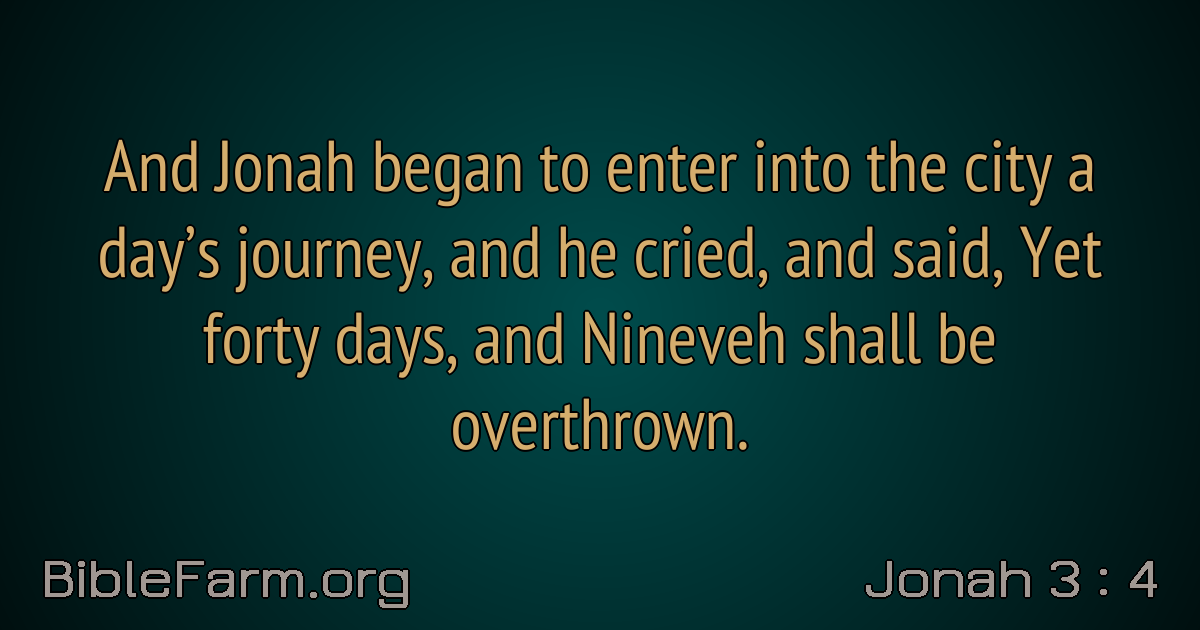 And Jonah began to enter into the city a
day’s journey, and he cried, and said, Yet
forty days, and Nineveh shall be
overthrown.
BibleFarm.org
Jonah 3 : 4